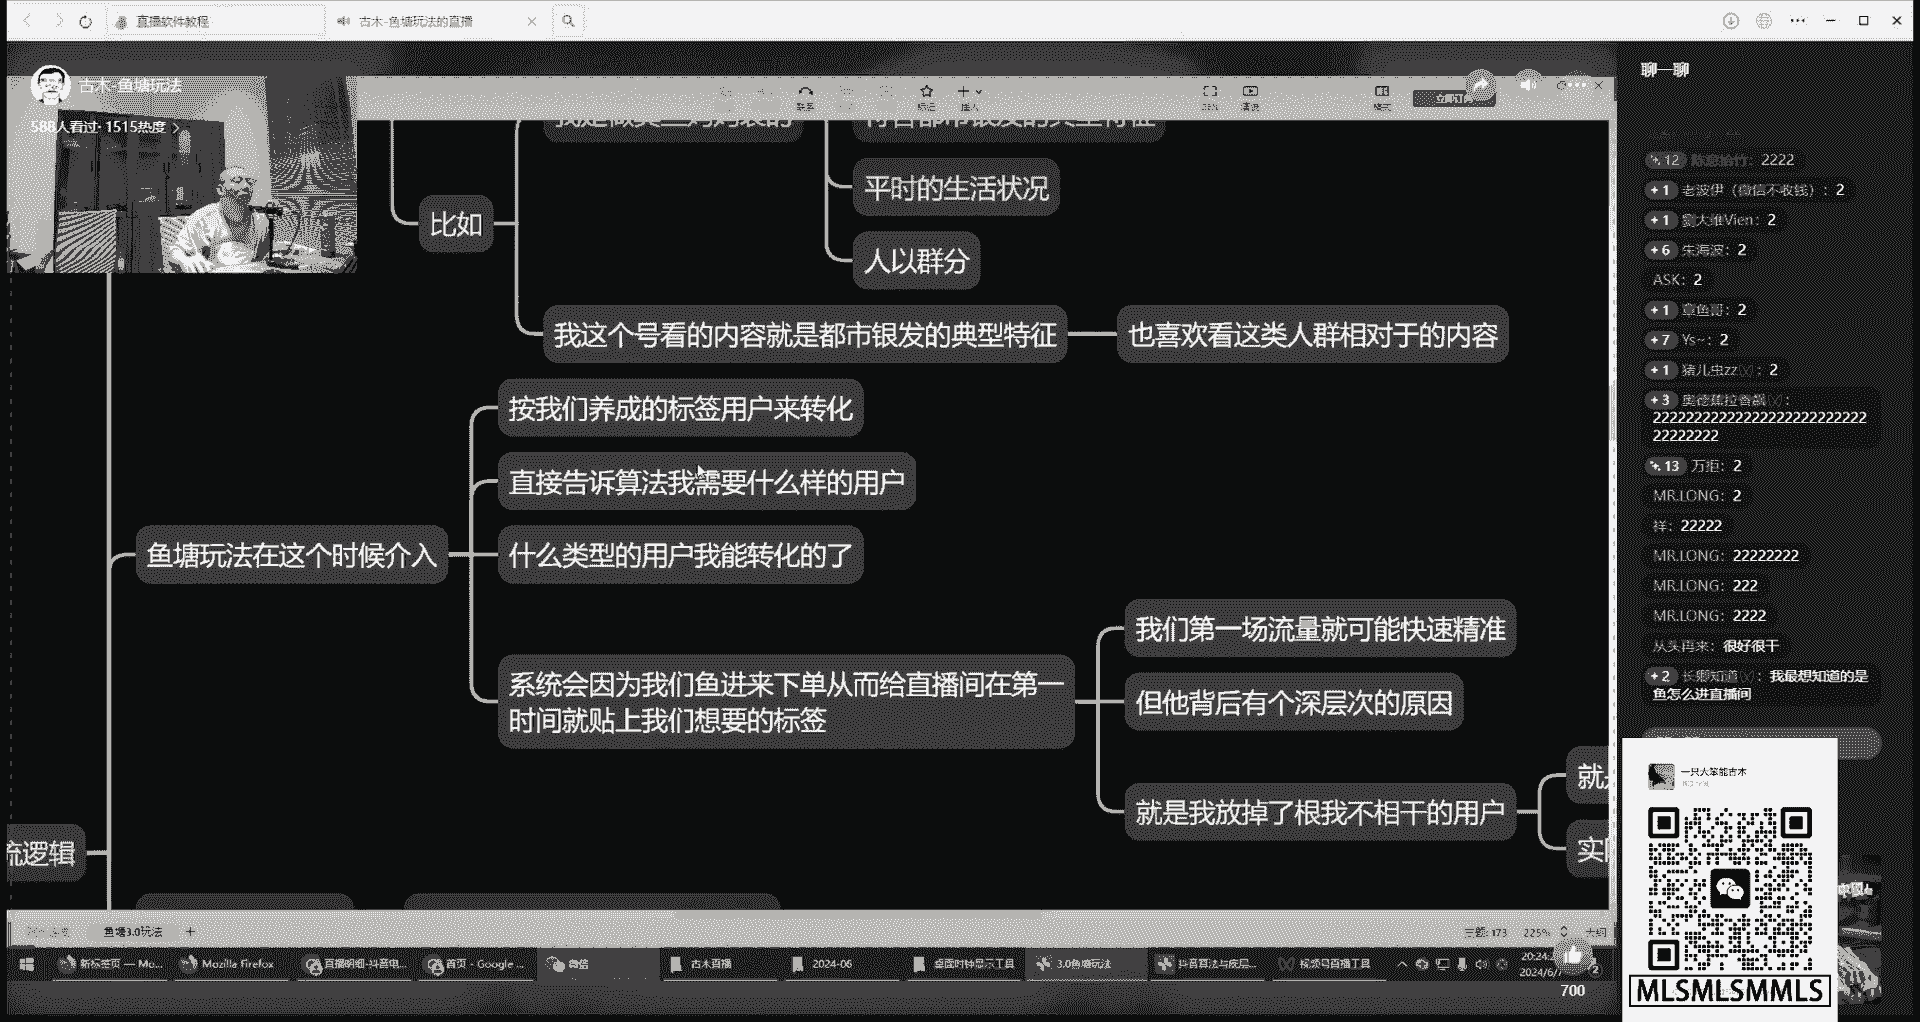 直播软件教程
古木-鱼塘玩法的直播
古木-鱼塘玩法
588人看过· 1515热度
聊一聊
比如
平时的生活状况
人以群分
我这个号看的内容就是都市银发的典型特征
也喜欢看这类人群相对于的内容
鱼塘玩法在这个时候介入
按我们养成的标签用户来转化
直接告诉算法我需要什么样的用户
什么类型的用户我能转化的了
系统会因为我们鱼进来下单从而给直播间在第一
时间就贴上我们想要的标签
我们第一场流量就可能快速精准
但他背后有个深层次的原因
就是我放掉了根我不相干的用户
流逻辑
12 2222
+1 老波伊（微信不收钱）：2
+1 劉大维Vien：2
+6 朱海波：2
ASK：2
+1 章鱼哥：2
+7 Ys~：2
+1 猪儿虫zz：2
+3
2222222222222222222222222222
22222222
13 万拒：2
MR.LONG：2
祥：22222
MR.LONG：22222222
MR.LONG：222
MR.LONG：2222
从头再来：很好很干
+2 长卿知道：我最想知道的是
鱼怎么进直播间
一只大笨能古木
MLSMLSMMLS
鱼塘3.0玩法
主题: 173
225%
大纲
新标签页 — Mo...
Mozilla Firefox
直播明细-抖音电...
首页 - Google ...
微信
古木直播
2024-06
桌面时钟显示工具
3.0鱼塘玩法
抖音算法与底层...
视频号直播工具
700